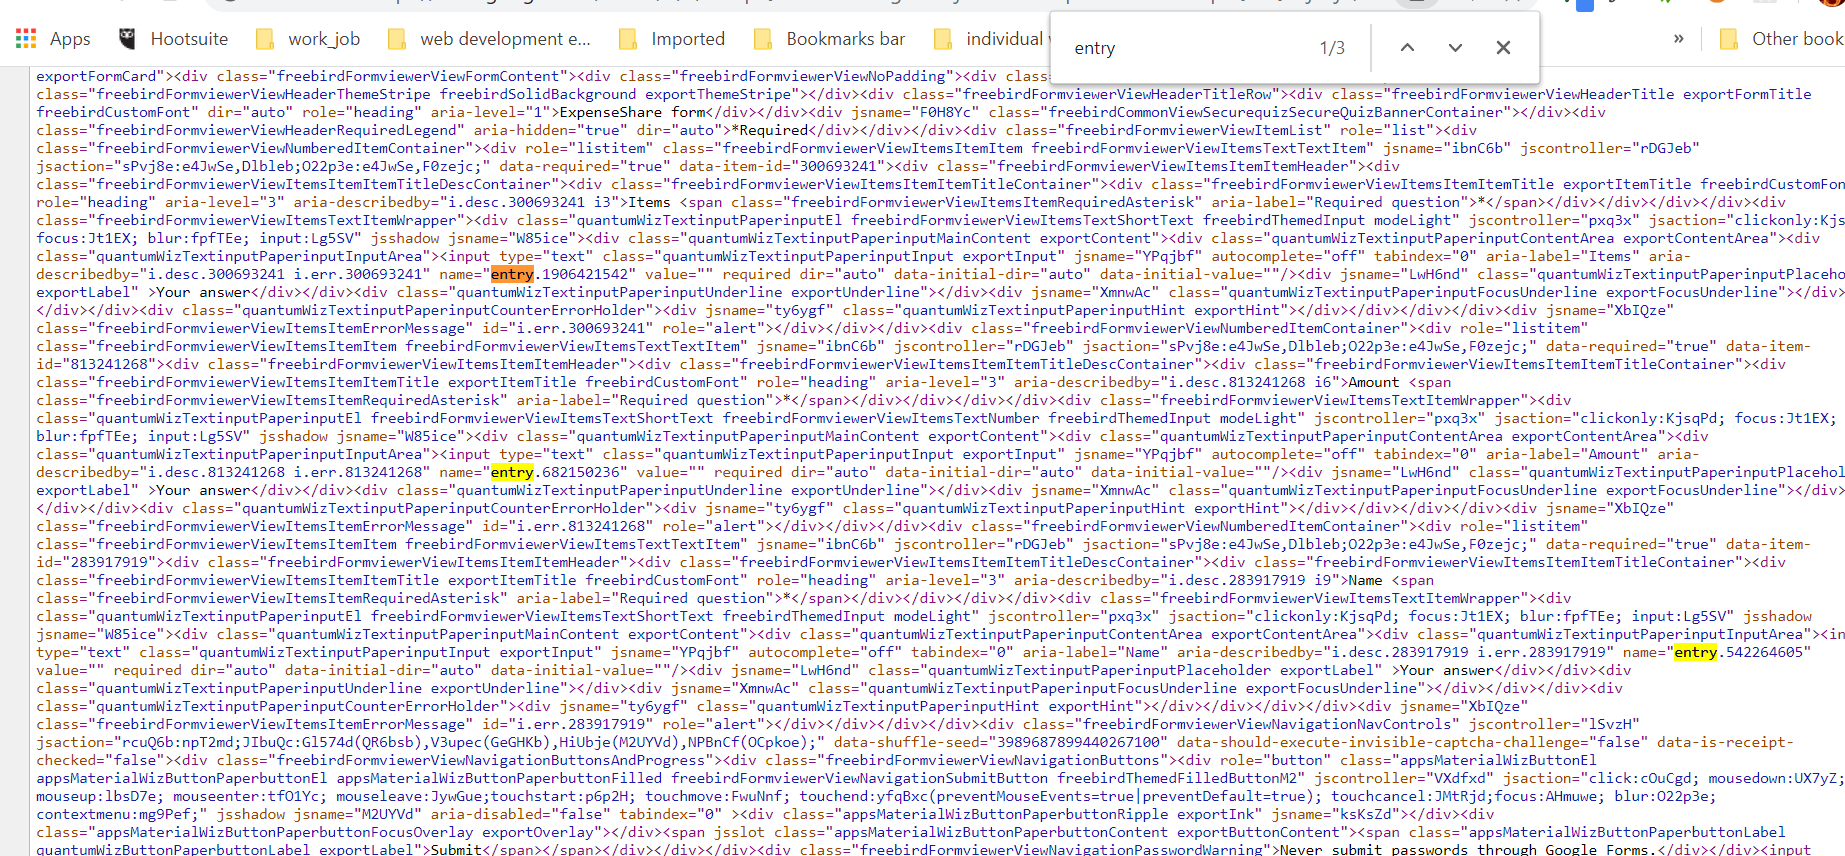 Apps Hootsuite work_job web development e... Imported Bookmarks bar individual » Other book
entry 1/3
exportFormCard"><div class="freebirdFormviewerViewFormContent"><div class="freebirdFormviewerViewNoPadding"><div
class="freebirdFormviewerViewHeaderThemeStripe freebirdSolidBackground exportThemeStripe"></div><div class="freebirdFormviewerViewHeaderTitleRow"><div class="freebirdFormviewerViewHeaderTitle exportFormTitle
freebirdCustomFont" dir="auto" role="heading" aria-level="1">ExpenseShare form</div></div><div jsname="F0H8Yc" class="freebirdCommonViewSecurequizSecureQuizBannerContainer"></div><div
class="freebirdFormviewerViewHeaderRequiredLegend" aria-hidden="true" dir="auto">*Required</div></div></div><div class="freebirdFormviewerViewItemList" role="list"><div
class="freebirdFormviewerViewNumberedItemContainer"><div role="listitem" class="freebirdFormviewerViewItemsItemItem freebirdFormviewerViewItemsTextTextItem" jsname="ibnC6b" jscontroller="rDGJeb"
jsaction="sPvj8e:e4JwSe,Dlbleb;O22p3e:e4JwSe,F0zejc;" data-required="true" data-item-id="300693241"><div class="freebirdFormviewerViewItemsItemItemHeader"><div
class="freebirdFormviewerViewItemsItemItemTitleDescContainer"><div class="freebirdFormviewerViewItemsItemItemTitleContainer"><div class="freebirdFormviewerViewItemsItemItemTitle exportItemTitle freebirdCustomFon
role="heading" aria-level="3" aria-describedby="i.desc.300693241 i3">Items <span class="freebirdFormviewerViewItemsItemRequiredAsterisk" aria-label="Required question">*</span></div></div></div></div><div
class="freebirdFormviewerViewItemsTextItemWrapper"><div class="quantumWizTextinputPaperinputEl freebirdFormviewerViewItemsTextShortText freebirdThemedInput modeLight" jscontroller="pxq3x" jsaction="clickonly:Kjs
focus:Jt1EX; blur:fpfTEe; input:Lg5SV" jsshadow jsname="W85ice"><div class="quantumWizTextinputPaperinputMainContent exportContent"><div class="quantumWizTextinputPaperinputContentArea exportContentArea"><div
class="quantumWizTextinputPaperinputInputArea"><input type="text" class="quantumWizTextinputPaperinputInput exportInput" jsname="YPqjbf" autocomplete="off" tabindex="0" aria-label="Items" aria-
describedby="i.desc.300693241 i.err.300693241" name="entry.1906421542" value="" required dir="auto" data-initial-dir="auto" data-initial-value=""/><div jsname="LwH6nd" class="quantumWizTextinputPaperinputPlaceho
exportLabel" >Your answer</div></div><div class="quantumWizTextinputPaperinputUnderline exportUnderline"></div><div jsname="XmnwAc" class="quantumWizTextinputPaperinputFocusUnderline exportFocusUnderline"></div>
</div></div><div class="quantumWizTextinputPaperinputCounterErrorHolder"><div jsname="ty6ygf" class="quantumWizTextinputPaperinputHint exportHint"></div></div></div></div><div jsname="XbIQze"
class="freebirdFormviewerViewItemsItemErrorMessage" id="i.err.300693241" role="alert"></div></div></div><div class="freebirdFormviewerViewNumberedItemContainer"><div role="listitem"
class="freebirdFormviewerViewItemsItemItem freebirdFormviewerViewItemsTextTextItem" jsname="ibnC6b" jscontroller="rDGJeb" jsaction="sPvj8e:e4JwSe,Dlbleb;O22p3e:e4JwSe,F0zejc;" data-required="true" data-item-
id="813241268"><div class="freebirdFormviewerViewItemsItemItemHeader"><div class="freebirdFormviewerViewItemsItemItemTitleDescContainer"><div class="freebirdFormviewerViewItemsItemItemTitleContainer"><div
class="freebirdFormviewerViewItemsItemItemTitle exportItemTitle freebirdCustomFont" role="heading" aria-level="3" aria-describedby="i.desc.813241268 i6">Amount <span
class="freebirdFormviewerViewItemsItemRequiredAsterisk" aria-label="Required question">*</span></div></div></div></div><div class="freebirdFormviewerViewItemsTextItemWrapper"><div
class="quantumWizTextinputPaperinputEl freebirdFormviewerViewItemsTextShortText freebirdFormviewerViewItemsTextNumber freebirdThemedInput modeLight" jscontroller="pxq3x" jsaction="clickonly:KjsqPd; focus:Jt1EX;
blur:fpfTEe; input:Lg5SV" jsshadow jsname="W85ice"><div class="quantumWizTextinputPaperinputMainContent exportContent"><div class="quantumWizTextinputPaperinputContentArea exportContentArea"><div
class="quantumWizTextinputPaperinputInputArea"><input type="text" class="quantumWizTextinputPaperinputInput exportInput" jsname="YPqjbf" autocomplete="off" tabindex="0" aria-label="Amount" aria-
describedby="i.desc.813241268 i.err.813241268" name="entry.682150236" value="" required dir="auto" data-initial-dir="auto" data-initial-value=""/><div jsname="LwH6nd" class="quantumWizTextinputPaperinputPlacehol
exportLabel" >Your answer</div></div><div class="quantumWizTextinputPaperinputUnderline exportUnderline"></div><div jsname="XmnwAc" class="quantumWizTextinputPaperinputFocusUnderline exportFocusUnderline"></div>
</div></div><div class="quantumWizTextinputPaperinputCounterErrorHolder"><div jsname="ty6ygf" class="quantumWizTextinputPaperinputHint exportHint"></div></div></div></div><div jsname="XbIQze"
class="freebirdFormviewerViewItemsItemErrorMessage" id="i.err.813241268" role="alert"></div></div></div><div class="freebirdFormviewerViewNumberedItemContainer"><div role="listitem"
class="freebirdFormviewerViewItemsItemItem freebirdFormviewerViewItemsTextTextItem" jsname="ibnC6b" jscontroller="rDGJeb" jsaction="sPvj8e:e4JwSe,Dlbleb;O22p3e:e4JwSe,F0zejc;" data-required="true" data-item-
id="283917919"><div class="freebirdFormviewerViewItemsItemItemHeader"><div class="freebirdFormviewerViewItemsItemItemTitleDescContainer"><div class="freebirdFormviewerViewItemsItemItemTitleContainer"><div
class="freebirdFormviewerViewItemsItemItemTitle exportItemTitle freebirdCustomFont" role="heading" aria-level="3" aria-describedby="i.desc.283917919 i9">Name <span
class="freebirdFormviewerViewItemsItemRequiredAsterisk" aria-label="Required question">*</span></div></div></div></div><div class="freebirdFormviewerViewItemsTextItemWrapper"><div
class="quantumWizTextinputPaperinputEl freebirdFormviewerViewItemsTextShortText freebirdThemedInput modeLight" jscontroller="pxq3x" jsaction="clickonly:KjsqPd; focus:Jt1EX; blur:fpfTEe; input:Lg5SV" jsshadow
jsname="W85ice"><div class="quantumWizTextinputPaperinputMainContent exportContent"><div class="quantumWizTextinputPaperinputContentArea exportContentArea"><div class="quantumWizTextinputPaperinputInputArea"><in
type="text" class="quantumWizTextinputPaperinputInput exportInput" jsname="YPqjbf" autocomplete="off" tabindex="0" aria-label="Name" aria-describedby="i.desc.283917919 i.err.283917919" name="entry.542264605"
value="" required dir="auto" data-initial-dir="auto" data-initial-value=""/><div jsname="LwH6nd" class="quantumWizTextinputPaperinputPlaceholder exportLabel" >Your answer</div></div><div
class="quantumWizTextinputPaperinputUnderline exportUnderline"></div><div jsname="XmnwAc" class="quantumWizTextinputPaperinputFocusUnderline exportFocusUnderline"></div></div></div><div
class="quantumWizTextinputPaperinputCounterErrorHolder"><div jsname="ty6ygf" class="quantumWizTextinputPaperinputHint exportHint"></div></div></div></div><div jsname="XbIQze"
class="freebirdFormviewerViewItemsItemErrorMessage" id="i.err.283917919" role="alert"></div></div></div></div><div class="freebirdFormviewerViewNavigationNavControls" jscontroller="lSvzH"
jsaction="rcuQ6b:npT2md;JIbuQc:Gl574d(QR6bsb),V3upec(GeGHKb),HiUbje(M2UYVd),NPBnCf(OCpkoe);" data-shuffle-seed="3989687899440267100" data-should-execute-invisible-captcha-challenge="false" data-is-receipt-
checked="false"><div class="freebirdFormviewerViewNavigationButtonsAndProgress"><div class="freebirdFormviewerViewNavigationButtons"><div role="button" class="appsMaterialWizButtonEl
appsMaterialWizButtonPaperbuttonEl appsMaterialWizButtonPaperbuttonFilled freebirdFormviewerViewNavigationSubmitButton freebirdThemedFilledButtonM2" jscontroller="VXdfxd" jsaction="click:cOuCgd; mousedown:UX7yZ;
mouseup:lbsD7e; mouseenter:tfO1Yc; mouseleave:JywGue;touchstart:p6p2H; touchmove:FwuNnf; touchend:yfqBxc(preventMouseEvents=true|preventDefault=true); touchcancel:JMtRjd;focus:AHmuwe; blur:O22p3e;
contextmenu:mg9Pef;" jsshadow jsname="M2UYVd" aria-disabled="false" tabindex="0" ><div class="appsMaterialWizButtonPaperbuttonRipple exportInk" jsname="ksKsZd"></div><div
class="appsMaterialWizButtonPaperbuttonFocusOverlay exportOverlay"></div><span jsslot class="appsMaterialWizButtonPaperbuttonContent exportButtonContent"><span class="appsMaterialWizButtonPaperbuttonLabel
quantumWizButtonPaperbuttonLabel exportLabel">Submit</span></span></div></div></div><div class="freebirdFormviewerViewNavigationPasswordWarning">Never submit passwords through Google Forms.</div></div><input